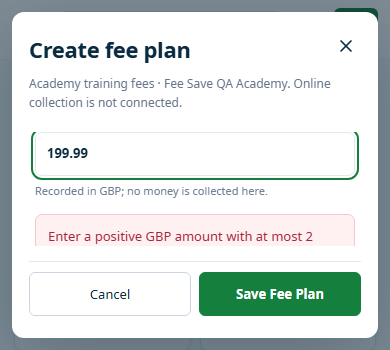 Create fee plan
Academy training fees · Fee Save QA Academy. Online
collection is not connected.
199.99
Recorded in GBP; no money is collected here.
Enter a positive GBP amount with at most 2
Cancel
Save Fee Plan